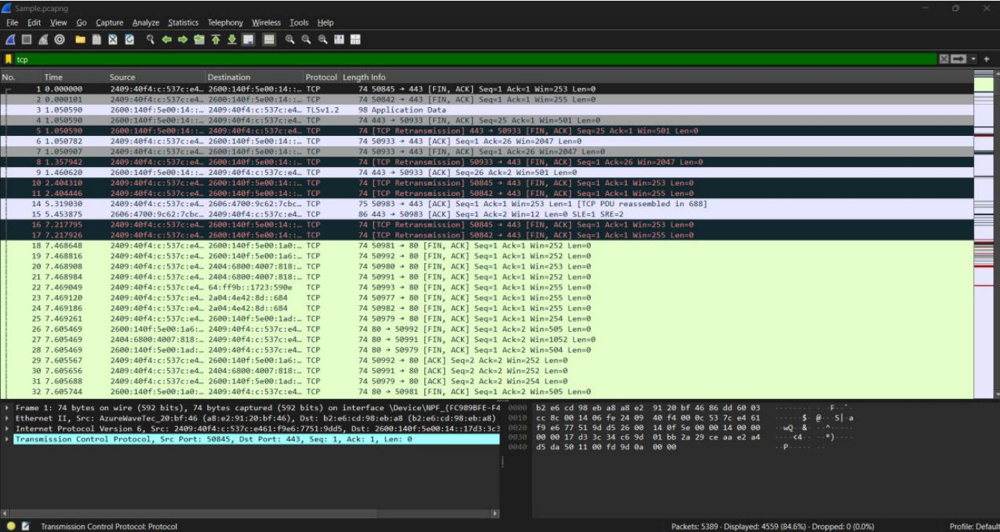 Sample.pcapng
File Edit View Go Capture Analyze Statistics Telephony Wireless Tools Help
tcp
No. Time Source Destination Protocol Length Info
1 0.000000 2409:40f4:c:537c:e4… 2600:140f:5e00:14::… TCP 74 50845 → 443 [FIN, ACK] Seq=1 Ack=1 Win=253 Len=0
2 0.000101 2409:40f4:c:537c:e4… 2600:140f:5e00:14::… TCP 74 50842 → 443 [FIN, ACK] Seq=1 Ack=1 Win=255 Len=0
3 1.050590 2600:140f:5e00:14::… 2409:40f4:c:537c:e4… TLSv1.2 98 Application Data
4 1.050590 2600:140f:5e00:14::… 2409:40f4:c:537c:e4… TCP 74 443 → 50933 [FIN, ACK] Seq=25 Ack=1 Win=501 Len=0
5 1.050590 2600:140f:5e00:14::… 2409:40f4:c:537c:e4… TCP 74 [TCP Retransmission] 443 → 50933 [FIN, ACK] Seq=25 Ack=1 Win=501 Len=0
6 1.050782 2409:40f4:c:537c:e4… 2600:140f:5e00:14::… TCP 74 50933 → 443 [ACK] Seq=1 Ack=26 Win=2047 Len=0
7 1.050907 2409:40f4:c:537c:e4… 2600:140f:5e00:14::… TCP 74 50933 → 443 [FIN, ACK] Seq=1 Ack=26 Win=2047 Len=0
8 1.357942 2409:40f4:c:537c:e4… 2600:140f:5e00:14::… TCP 74 [TCP Retransmission] 50933 → 443 [FIN, ACK] Seq=1 Ack=26 Win=2047 Len=0
9 1.460620 2600:140f:5e00:14::… 2409:40f4:c:537c:e4… TCP 74 443 → 50933 [ACK] Seq=26 Ack=2 Win=501 Len=0
10 2.404310 2409:40f4:c:537c:e4… 2600:140f:5e00:14::… TCP 74 [TCP Retransmission] 50845 → 443 [FIN, ACK] Seq=1 Ack=1 Win=253 Len=0
11 2.404446 2409:40f4:c:537c:e4… 2600:140f:5e00:14::… TCP 74 [TCP Retransmission] 50842 → 443 [FIN, ACK] Seq=1 Ack=1 Win=255 Len=0
14 5.319030 2409:40f4:c:537c:e4… 2606:4700:9c62:7cbc… TCP 75 50983 → 443 [ACK] Seq=1 Ack=1 Win=253 Len=1 [TCP PDU reassembled in 688]
15 5.453875 2606:4700:9c62:7cbc… 2409:40f4:c:537c:e4… TCP 86 443 → 50983 [ACK] Seq=1 Ack=2 Win=12 Len=0 SLE=1 SRE=2
16 7.217795 2409:40f4:c:537c:e4… 2600:140f:5e00:14::… TCP 74 [TCP Retransmission] 50845 → 443 [FIN, ACK] Seq=1 Ack=1 Win=253 Len=0
17 7.217926 2409:40f4:c:537c:e4… 2600:140f:5e00:14::… TCP 74 [TCP Retransmission] 50842 → 443 [FIN, ACK] Seq=1 Ack=1 Win=255 Len=0
18 7.468648 2409:40f4:c:537c:e4… 2600:140f:5e00:1a0:… TCP 74 50981 → 80 [FIN, ACK] Seq=1 Ack=1 Win=252 Len=0
19 7.468816 2409:40f4:c:537c:e4… 2600:140f:5e00:1a6:… TCP 74 50992 → 80 [FIN, ACK] Seq=1 Ack=1 Win=252 Len=0
20 7.468908 2409:40f4:c:537c:e4… 2404:6800:4007:818:… TCP 74 50980 → 80 [FIN, ACK] Seq=1 Ack=1 Win=253 Len=0
21 7.468984 2409:40f4:c:537c:e4… 2404:6800:4007:818:… TCP 74 50991 → 80 [FIN, ACK] Seq=1 Ack=1 Win=252 Len=0
22 7.469049 2409:40f4:c:537c:e4… 64:ff9b::1723:590e TCP 74 50993 → 80 [FIN, ACK] Seq=1 Ack=1 Win=255 Len=0
23 7.469120 2409:40f4:c:537c:e4… 2a04:4e42:8d::684 TCP 74 50977 → 80 [FIN, ACK] Seq=1 Ack=1 Win=255 Len=0
24 7.469186 2409:40f4:c:537c:e4… 2a04:4e42:8d::684 TCP 74 50982 → 80 [FIN, ACK] Seq=1 Ack=1 Win=255 Len=0
25 7.469261 2409:40f4:c:537c:e4… 2600:140f:5e00:1ad:… TCP 74 50979 → 80 [FIN, ACK] Seq=1 Ack=1 Win=254 Len=0
26 7.605469 2600:140f:5e00:1a6:… 2409:40f4:c:537c:e4… TCP 74 80 → 50992 [FIN, ACK] Seq=1 Ack=2 Win=505 Len=0
27 7.605469 2404:6800:4007:818:… 2409:40f4:c:537c:e4… TCP 74 80 → 50991 [FIN, ACK] Seq=1 Ack=2 Win=1052 Len=0
28 7.605469 2600:140f:5e00:1ad:… 2409:40f4:c:537c:e4… TCP 74 80 → 50979 [FIN, ACK] Seq=1 Ack=2 Win=504 Len=0
29 7.605567 2409:40f4:c:537c:e4… 2600:140f:5e00:1a6:… TCP 74 50992 → 80 [ACK] Seq=2 Ack=2 Win=252 Len=0
30 7.605656 2409:40f4:c:537c:e4… 2404:6800:4007:818:… TCP 74 50991 → 80 [ACK] Seq=2 Ack=2 Win=252 Len=0
31 7.605688 2409:40f4:c:537c:e4… 2600:140f:5e00:1ad:… TCP 74 50979 → 80 [ACK] Seq=2 Ack=2 Win=254 Len=0
32 7.605744 2600:140f:5e00:1a0:… 2409:40f4:c:537c:e4… TCP 74 80 → 50981 [FIN, ACK] Seq=1 Ack=2 Win=505 Len=0
Frame 1: 74 bytes on wire (592 bits), 74 bytes captured (592 bits) on interface \Device\NPF_{FC989BFE-F4
Ethernet II, Src: AzureWaveTec_20:bf:46 (a8:e2:91:20:bf:46), Dst: b2:e6:cd:98:eb:a8 (b2:e6:cd:98:eb:a8)
Internet Protocol Version 6, Src: 2409:40f4:c:537c:e461:f9e6:7751:9dd5, Dst: 2600:140f:5e00:14::17d3:3c3
Transmission Control Protocol, Src Port: 50845, Dst Port: 443, Seq: 1, Ack: 1, Len: 0
0000 b2 e6 cd 98 eb a8 a8 e2 91 20 bf 46 86 dd 60 03 ········ · ·F··`·
0010 cc 8c 00 14 06 fe 24 09 40 f4 00 0c 53 7c e4 61 ······$· @···S|·a
0020 f9 e6 77 51 9d d5 26 00 14 0f 5e 00 00 14 00 00 ··wQ··&· ··^·····
0030 00 00 17 d3 3c 34 c6 9d 01 bb 2a 29 ce aa e2 a4 ····<4·· ··*)····
0040 d5 da 50 11 00 fd 9d 0a 00 00 ··P····· ··
Transmission Control Protocol: Protocol
Packets: 5389 · Displayed: 4559 (84.6%) · Dropped: 0 (0.0%)
Profile: Default